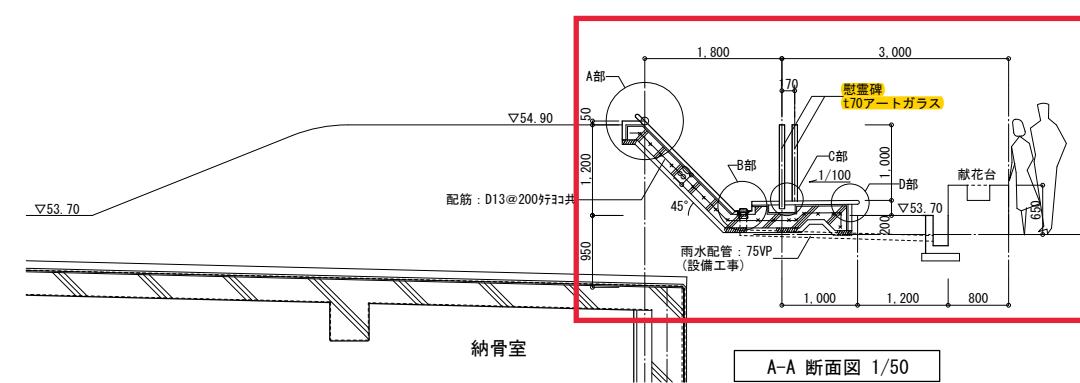 1,800
3,000
A部
170
慰霊碑
t70アートガラス
50
▽54.90
1,200
B部
C部
1/100
1,000
献花台
D部
配筋：D13@200ﾀﾃﾖｺ共
45°
▽53.70
▽53.70
200
650
950
雨水配管：75VP
(設備工事)
1,000
1,200
800
納骨室
A-A 断面図 1/50